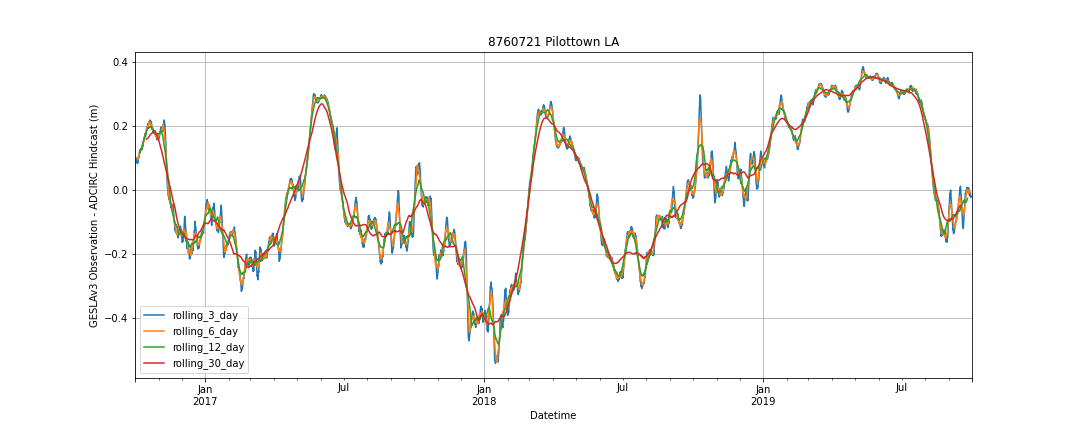 8760721 Pilottown LA
GESLAv3 Observation - ADCIRC Hindcast (m)
0.4
0.2
0.0
−0.2
−0.4
rolling_3_day
rolling_6_day
rolling_12_day
rolling_30_day
Jan Jul Jan Jul Jan Jul
2017 2018 2019
Datetime